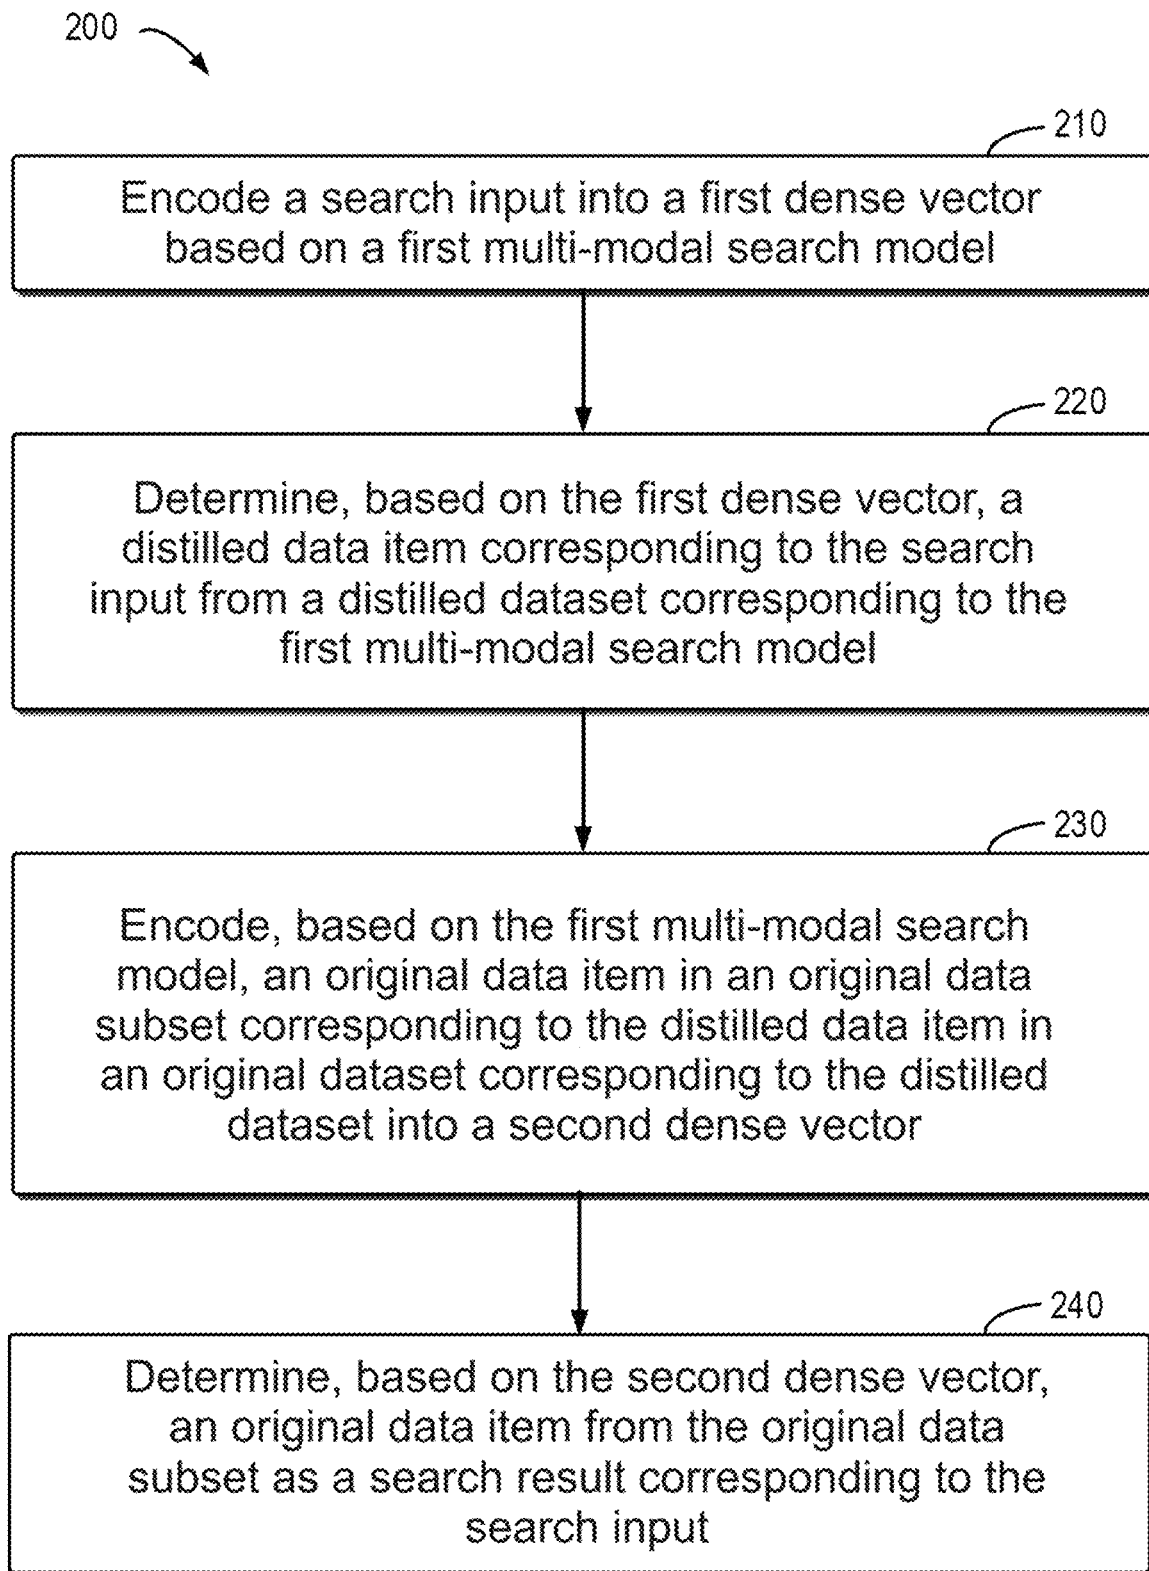 200
210
Encode a search input into a first dense vector
based on a first multi-modal search model
220
Determine, based on the first dense vector, a
distilled data item corresponding to the search
input from a distilled dataset corresponding to the
first multi-modal search model
230
Encode, based on the first multi-modal search
model, an original data item in an original data
subset corresponding to the distilled data item in
an original dataset corresponding to the distilled
dataset into a second dense vector
240
Determine, based on the second dense vector,
an original data item from the original data
subset as a search result corresponding to the
search input